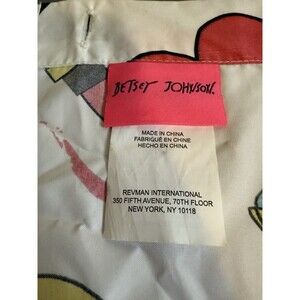 BETSEY JOHNSON.
MADE IN CHINA
FABRIQUÉ EN CHINE
HECHO EN CHINA
REVMAN INTERNATIONAL
350 FIFTH AVENUE, 70TH FLOOR
NEW YORK, NY 10118